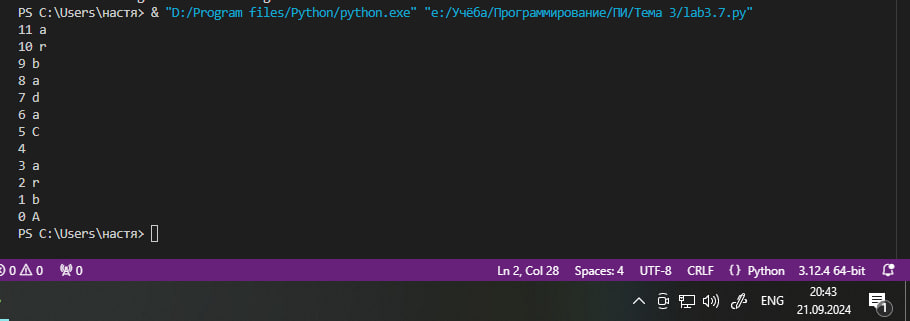 PS C:\Users\настя> & "D:/Program files/Python/python.exe" "e:/Учёба/Программирование/ПИ/Тема 3/lab3.7.py"
11 a
10 r
9 b
8 a
7 d
6 a
5 C
4
3 a
2 r
1 b
0 A
PS C:\Users\настя>
0 0 0 Ln 2, Col 28 Spaces: 4 UTF-8 CRLF {} Python 3.12.4 64-bit
ENG 20:43
21.09.2024 1